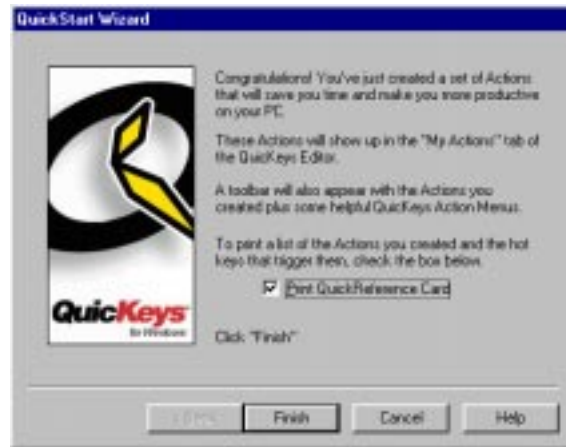 QuickStart Wizard
Congratulations! You've just created a set of Actions
that will save you time and make you more productive
on your PC.
These Actions will show up in the "My Actions" tab of
the QuicKeys Editor.
A toolbar will also appear with the Actions you
created plus some helpful QuicKeys Action Menus.
To print a list of the Actions you created and the hot
keys that trigger them, check the box below.
Print QuickReference Card
QuicKeys
for Windows
Click "Finish"
< Back
Finish
Cancel
Help